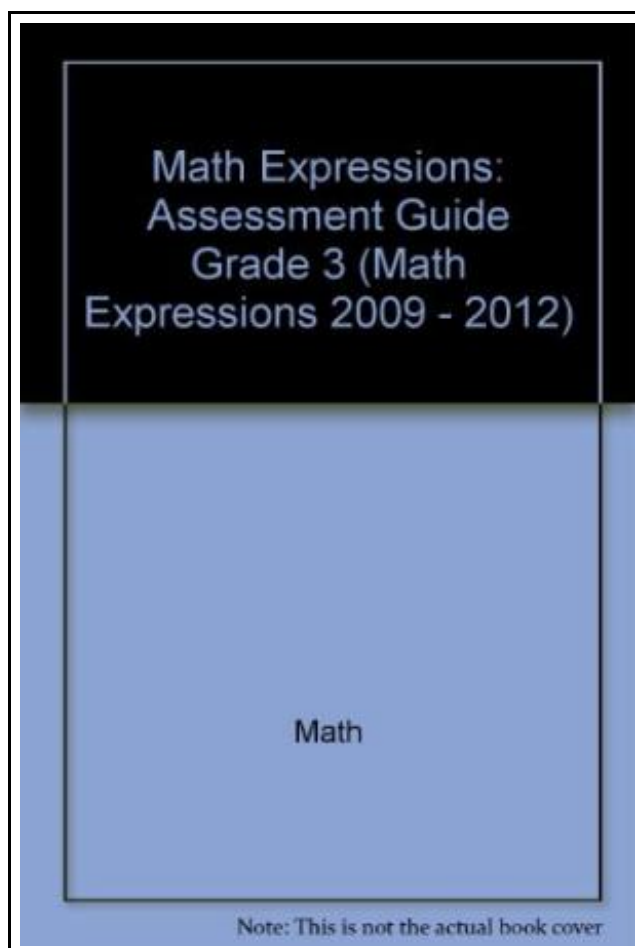 Math Expressions:
Assessment Guide
Grade 3 (Math
Expressions 2009 - 2012)
Math
Note: This is not the actual book cover